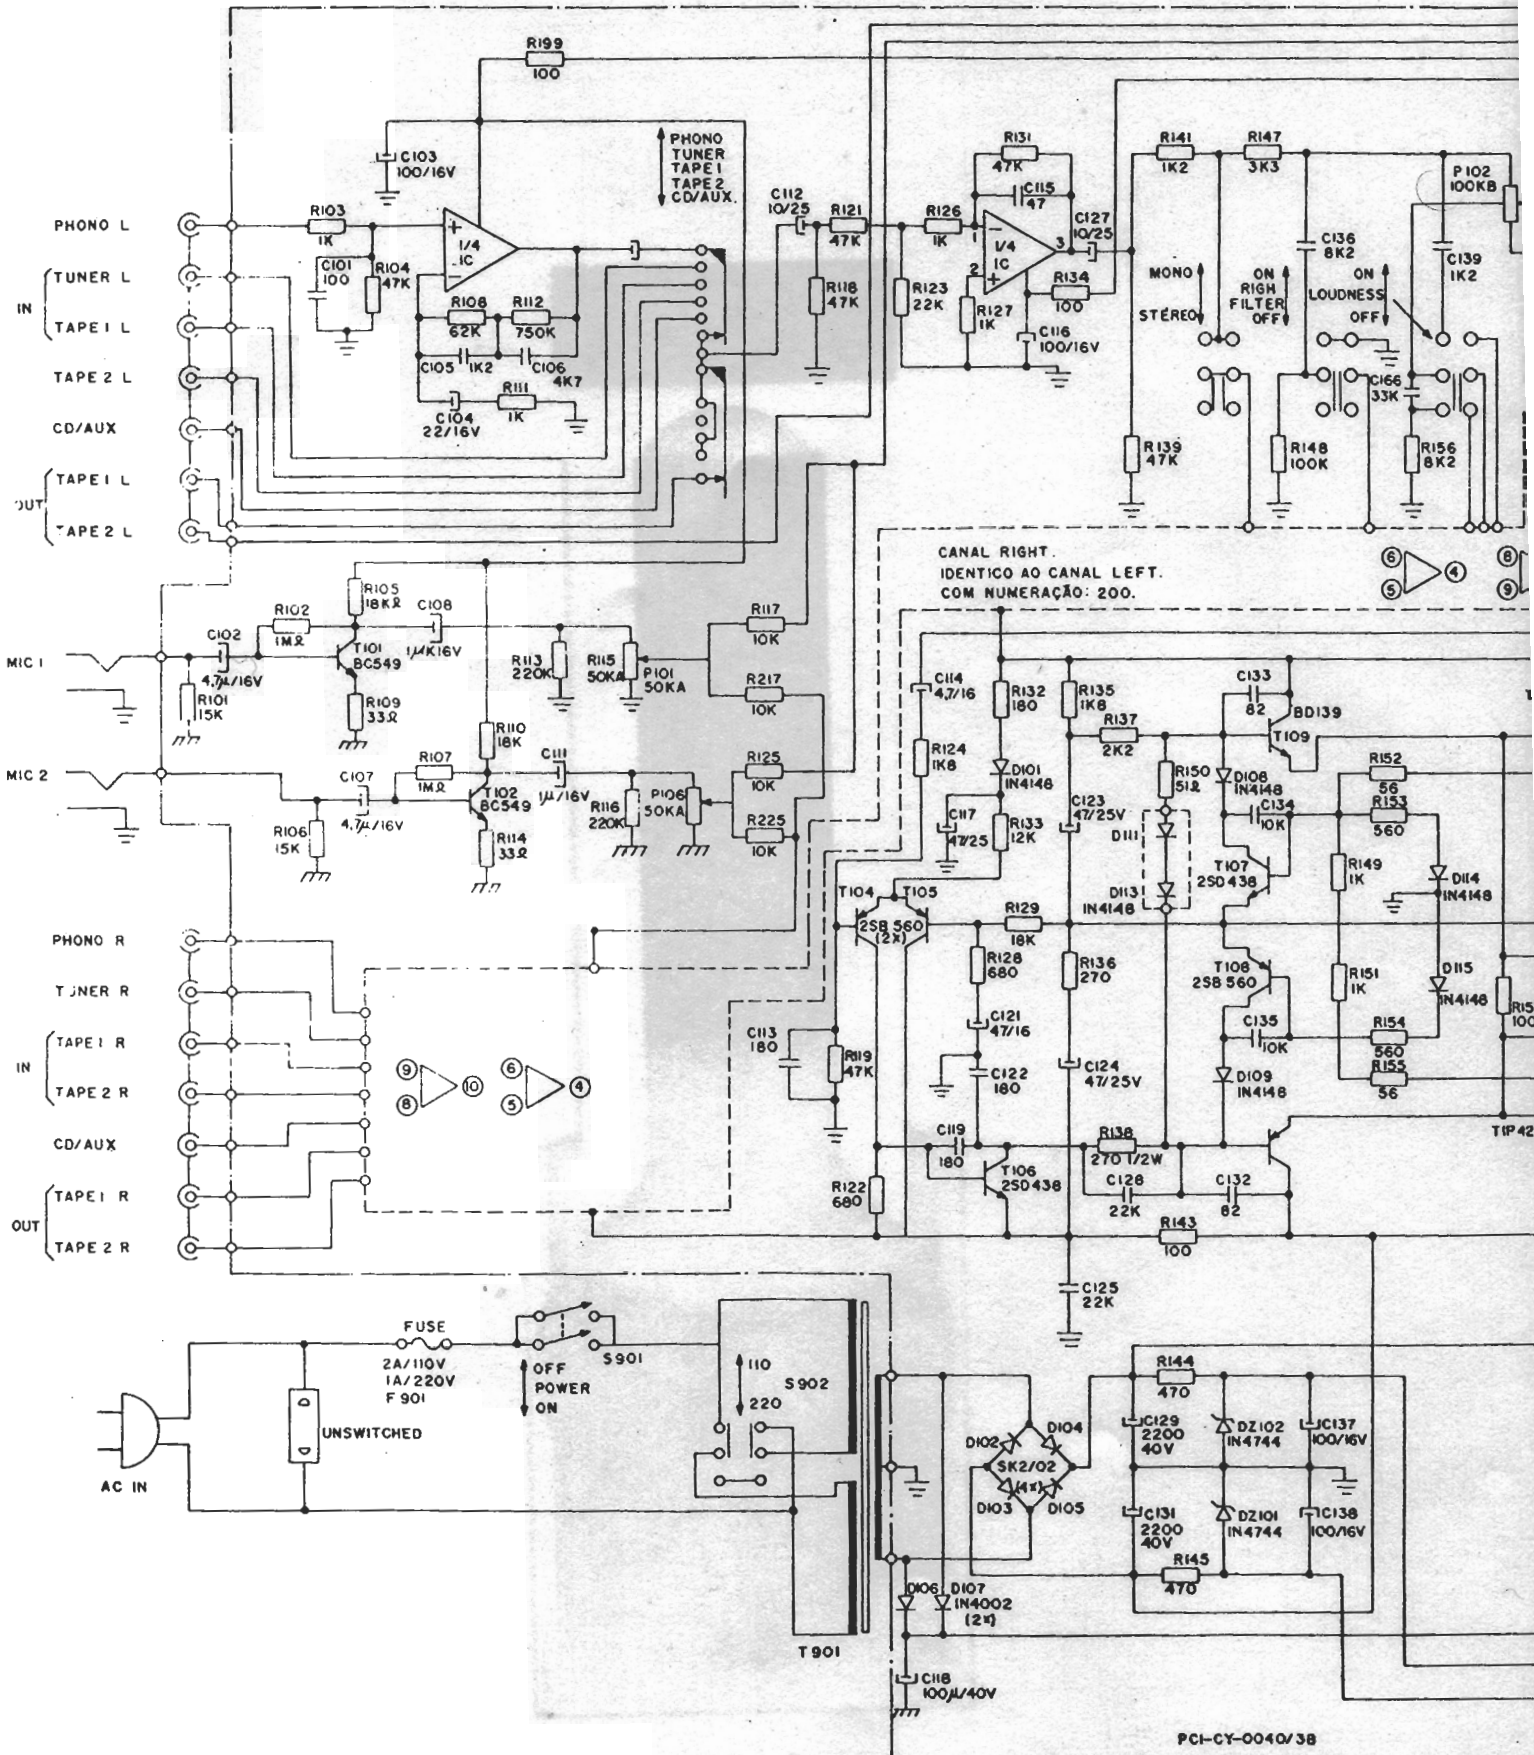 R199
100
C103
100/16V
PHONO
TUNER
TAPE 1
TAPE 2
CD/AUX.
PHONO L
R103
1K
C101
100
R104
47K
+
1/4
IC
−
R108
62K
R112
750K
C105
1K2
C106
4K7
C104
22/16V
R111
1K
IN
TUNER L
TAPE 1 L
TAPE 2 L
CD/AUX
OUT
TAPE 1 L
TAPE 2 L
C112
10/25
R121
47K
R118
47K
R123
22K
R126
1K
R131
47K
C115
47
−
1/4
IC
+
1
2
3
R127
1K
C127
10/25
R134
100
C116
100/16V
R141
1K2
R147
3K3
P102
100KB
C136
8K2
C139
1K2
MONO
STÉREO
ON
RIGH
FILTER
OFF
ON
LOUDNESS
OFF
C166
33K
R139
47K
R148
100K
R156
8K2
CANAL RIGHT.
IDENTICO AO CANAL LEFT.
COM NUMERAÇÃO: 200.
6
5
4
8
9
MIC 1
C102
4,7µ/16V
R101
15K
R102
1MΩ
R105
18KΩ
T101
BC549
R109
33Ω
C108
1µK16V
R113
220K
R115
50KA
P101
50KA
R117
10K
R217
10K
MIC 2
R106
15K
C107
4,7µ/16V
R107
1MΩ
R110
18K
T102
BC549
R114
33Ω
C111
1µ/16V
R116
220K
P106
50KA
R125
10K
R225
10K
C114
4,7/16
R124
1K8
R132
180
D101
1N4148
C117
47/25
R133
12K
R135
1K8
R137
2K2
C123
47/25V
R150
51Ω
D111
D113
1N4148
C133
82
BD139
T109
D108
1N4148
C134
10K
T107
2SD438
R152
56
R153
560
R149
1K
D114
1N4148
T104
T105
2SB560
(2X)
R129
18K
R128
680
R136
270
T108
2SB560
R151
1K
D115
1N4148
C121
47/16
C113
180
R119
47K
C122
180
C124
47/25V
C135
10K
D109
1N4148
R154
560
R155
56
R122
680
C119
180
T106
2SD438
R138
270 1/2W
C128
22K
C132
82
R143
100
C125
22K
PHONO R
TUNER R
IN
TAPE 1 R
TAPE 2 R
CD/AUX
OUT
TAPE 1 R
TAPE 2 R
9
8
10
6
5
4
AC IN
UNSWITCHED
FUSE
2A/110V
1A/220V
F901
OFF
POWER
ON
S901
110
220
S902
T901
D102
D104
SK2/02
(4X)
D103
D105
D106
D107
1N4002
(2X)
C118
100µ/40V
C129
2200
40V
C131
2200
40V
R144
470
R145
470
DZ102
1N4744
DZ101
1N4744
C137
100/16V
C138
100/16V
PCI-CY-0040/38